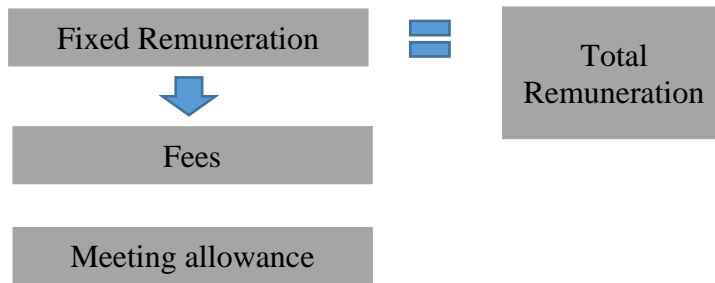 Fixed Remuneration
Total
Remuneration
Fees
Meeting allowance